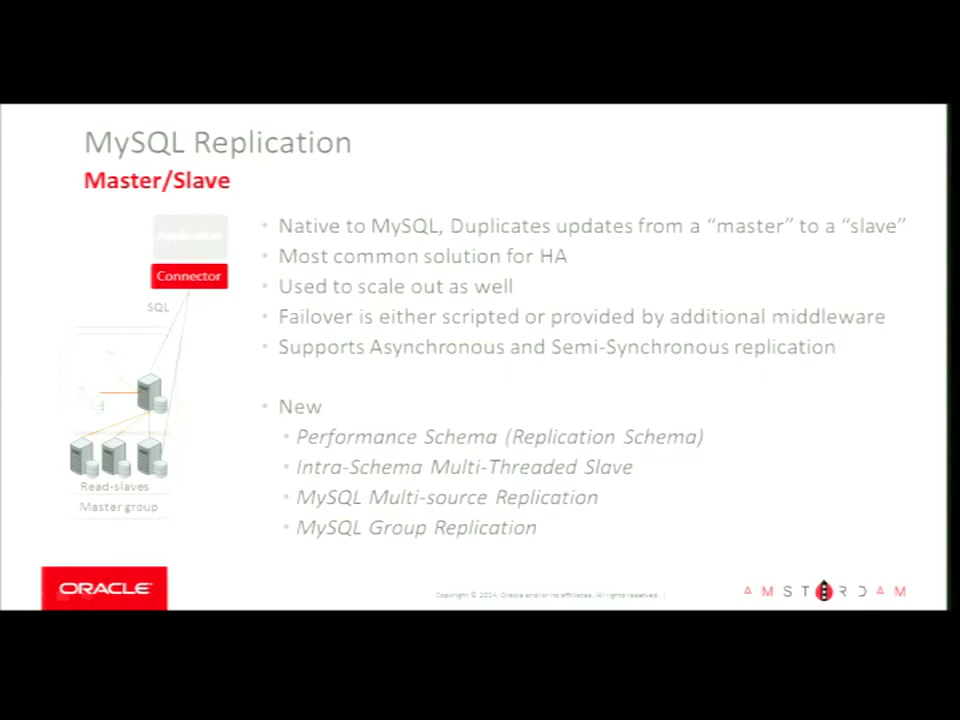 MySQL Replication
Master/Slave
Application
Connector
SQL
Read-slaves
Master group
• Native to MySQL, Duplicates updates from a “master” to a “slave”
• Most common solution for HA
• Used to scale out as well
• Failover is either scripted or provided by additional middleware
• Supports Asynchronous and Semi-Synchronous replication
• New
• Performance Schema (Replication Schema)
• Intra-Schema Multi-Threaded Slave
• MySQL Multi-source Replication
• MySQL Group Replication
ORACLE
Copyright © 2014, Oracle and/or its affiliates. All rights reserved. |
AMSTERDAM